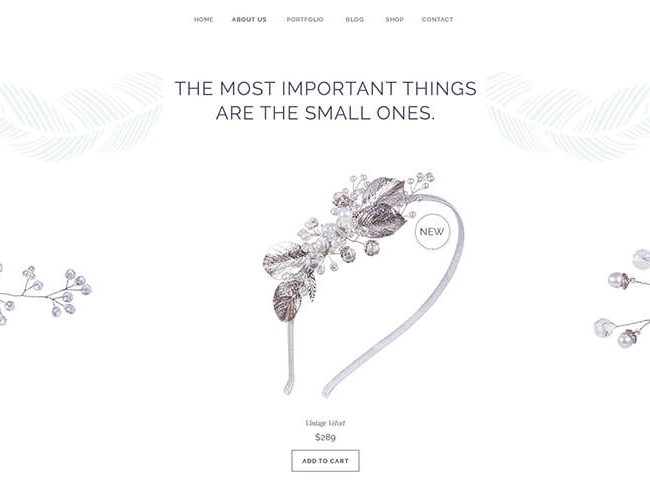 HOME ABOUT US PORTFOLIO BLOG SHOP CONTACT
THE MOST IMPORTANT THINGS
ARE THE SMALL ONES.
NEW
Vintage Velvet
$289
ADD TO CART